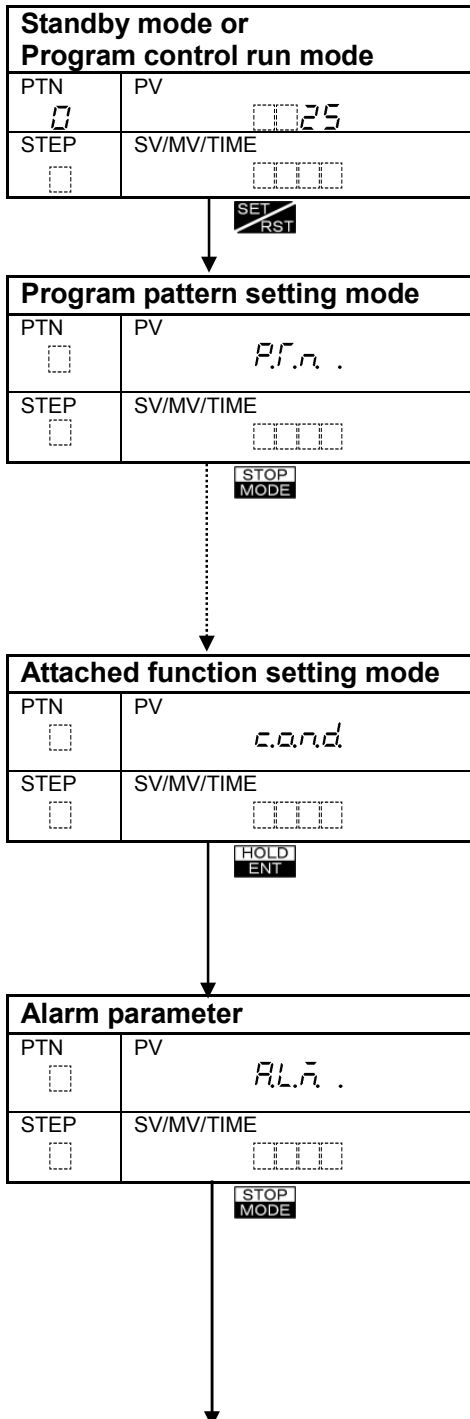 Standby mode or
Program control run mode
PTN PV
0 25
STEP SV/MV/TIME
SET
RST
Program pattern setting mode
PTN PV
P.T.n. .
STEP SV/MV/TIME
STOP
MODE
Attached function setting mode
PTN PV
c.o.n.d.
STEP SV/MV/TIME
HOLD
ENT
Alarm parameter
PTN PV
A.L.M. .
STEP SV/MV/TIME
STOP
MODE